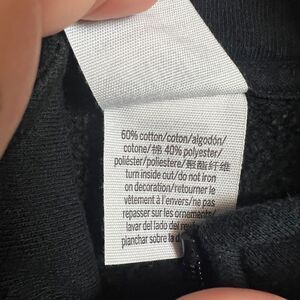 60% cotton/coton/algodón/
cotone/棉 40% polyester/
poliéster/poliestere/聚酯纤维
turn inside out/do not iron
on decoration/retourner le
vêtement à l'envers/ne pas
repasser sur les ornements/
lavar del lado del
planchar sobre la